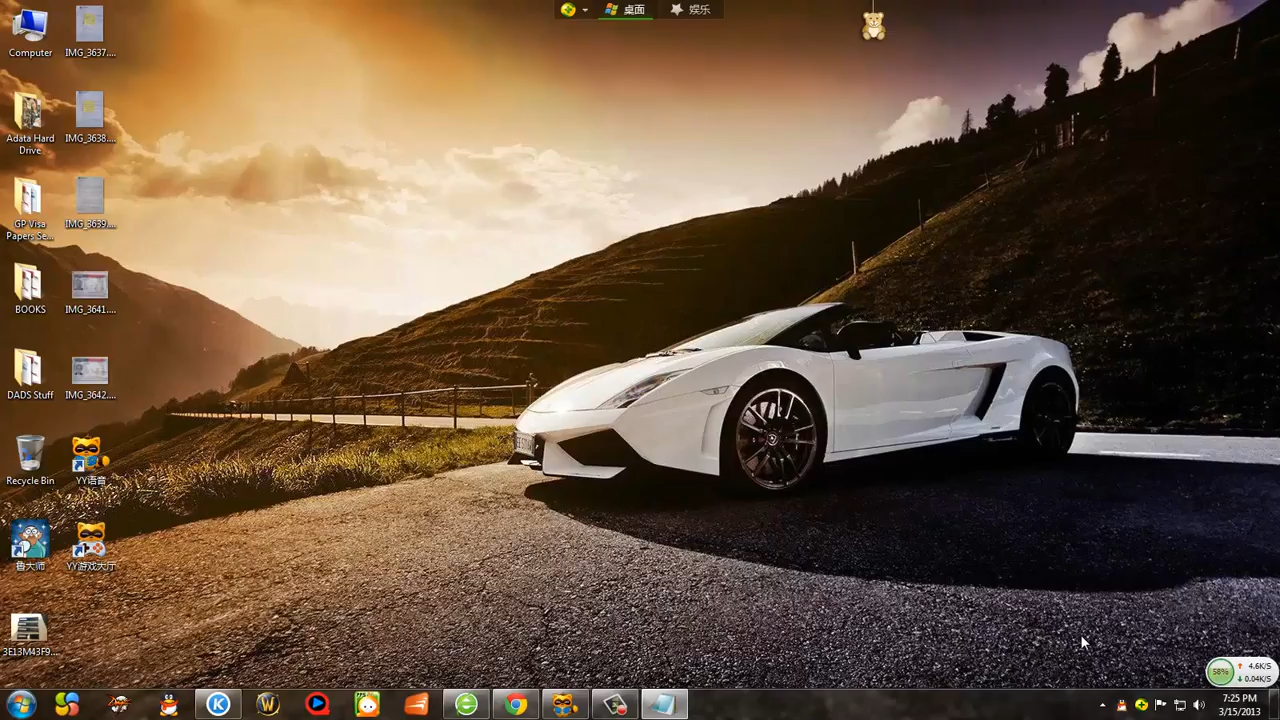 桌面
娱乐
Computer
IMG_3637....
Adata Hard
Drive
IMG_3638....
GP Visa
Papers Se...
IMG_3639....
BOOKS
IMG_3641....
DADS Stuff
IMG_3642....
Recycle Bin
YY语音
鲁大师
YY游戏大厅
3E13M43F9...
58%
4.6K/S
0.04K/S
7:25 PM
3/15/2013